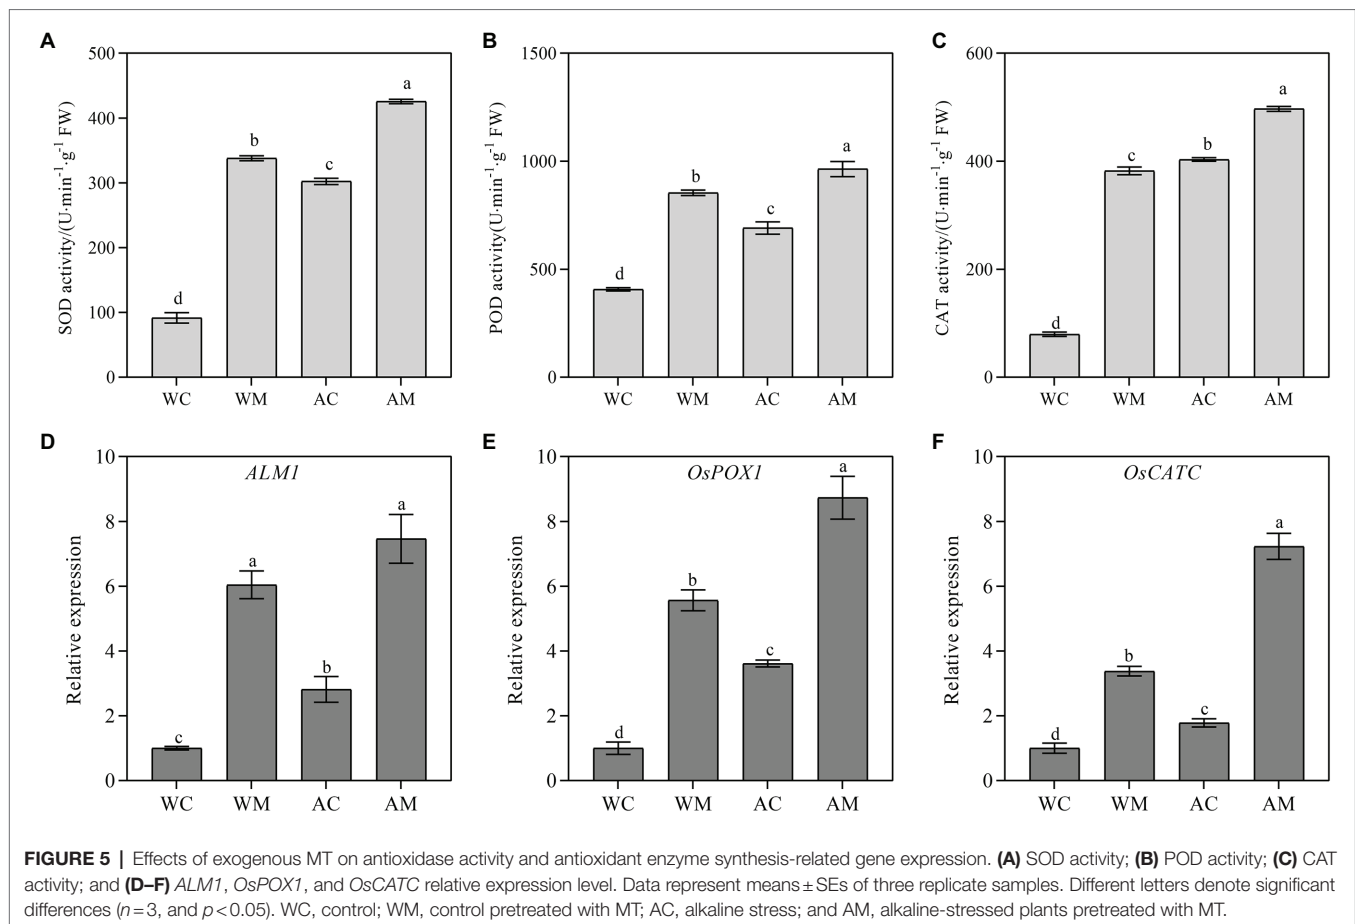 A
500
400
300
200
100
0
SOD activity/(U·min⁻¹·g⁻¹ FW)
d
b
c
a
WC WM AC AM
B
1500
1000
500
0
POD activity(U·min⁻¹·g⁻¹ FW)
d
b
c
a
WC WM AC AM
C
600
400
200
0
CAT activity/(U·min⁻¹·g⁻¹ FW)
d
c
b
a
WC WM AC AM
D
10
8
6
4
2
0
Relative expression
ALM1
c
a
b
a
WC WM AC AM
E
10
8
6
4
2
0
Relative expression
OsPOX1
d
b
c
a
WC WM AC AM
F
10
8
6
4
2
0
Relative expression
OsCATC
d
b
c
a
WC WM AC AM
FIGURE 5 | Effects of exogenous MT on antioxidase activity and antioxidant enzyme synthesis-related gene expression. (A) SOD activity; (B) POD activity; (C) CAT
activity; and (D–F) ALM1, OsPOX1, and OsCATC relative expression level. Data represent means ± SEs of three replicate samples. Different letters denote significant
differences (n = 3, and p < 0.05). WC, control; WM, control pretreated with MT; AC, alkaline stress; and AM, alkaline-stressed plants pretreated with MT.